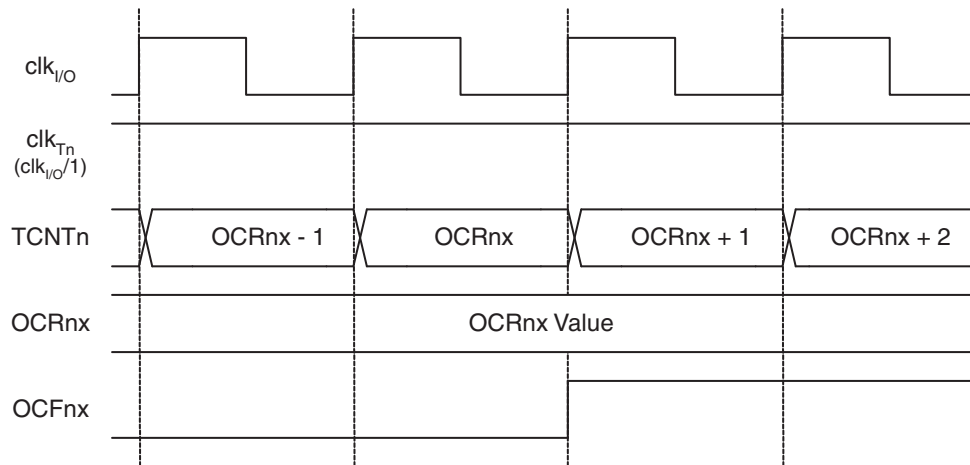 clkI/O
clkTn
(clkI/O/1)
TCNTn OCRnx - 1 OCRnx OCRnx + 1 OCRnx + 2
OCRnx OCRnx Value
OCFnx